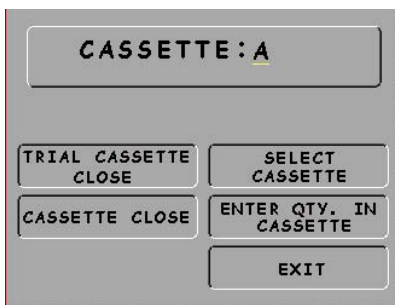 CASSETTE:A
TRIAL CASSETTE
CLOSE
SELECT
CASSETTE
CASSETTE CLOSE
ENTER QTY. IN
CASSETTE
EXIT